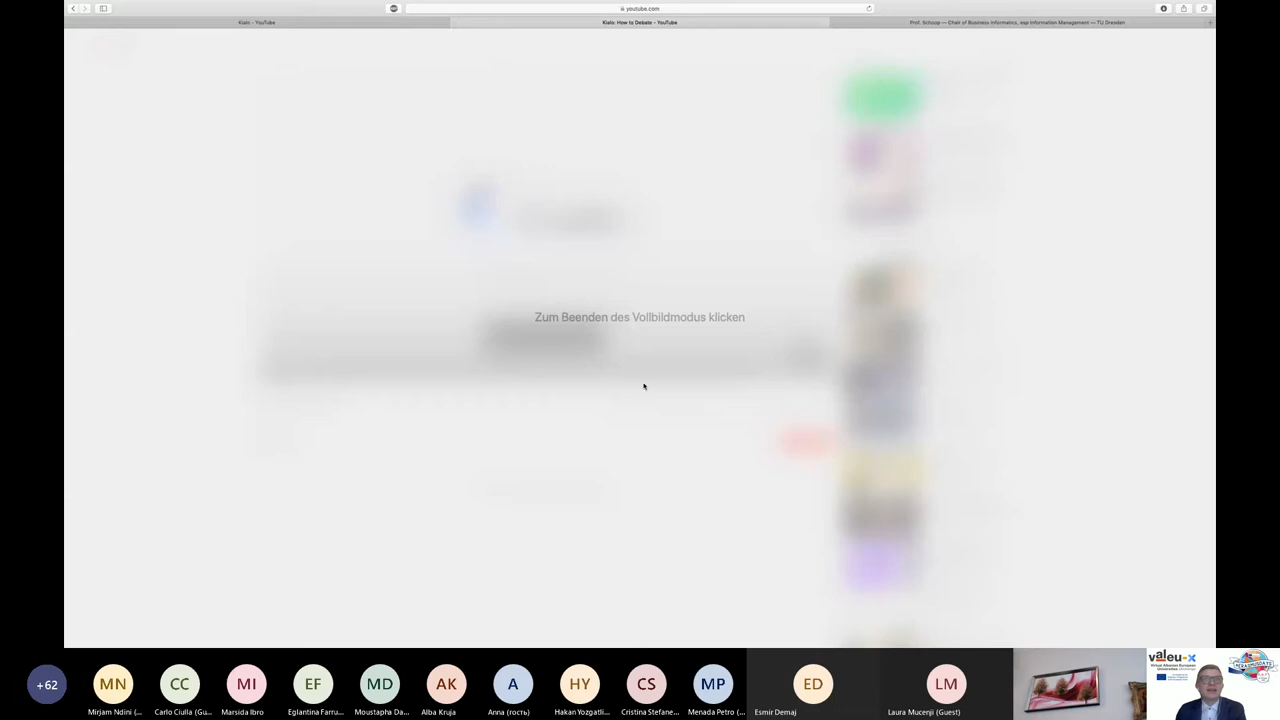 youtube.com
Kialo - YouTube
Kialo: How to Debate - YouTube
Prof. Schoop — Chair of Business Informatics, esp Information Management — TU Dresden
Zum Beenden des Vollbildmodus klicken
+62
MN
CC
MI
EF
MD
AK
A
HY
CS
MP
ED
LM
Mirjam Ndini (...
Carlo Ciulla (Gu...
Marsida Ibro
Eglantina Farru...
Moustapha Da...
Alba Kruja
Anna (гость)
Hakan Yozgatli...
Cristina Stefane...
Menada Petro (...
Esmir Demaj
Laura Mucenji (Guest)
valeu-x